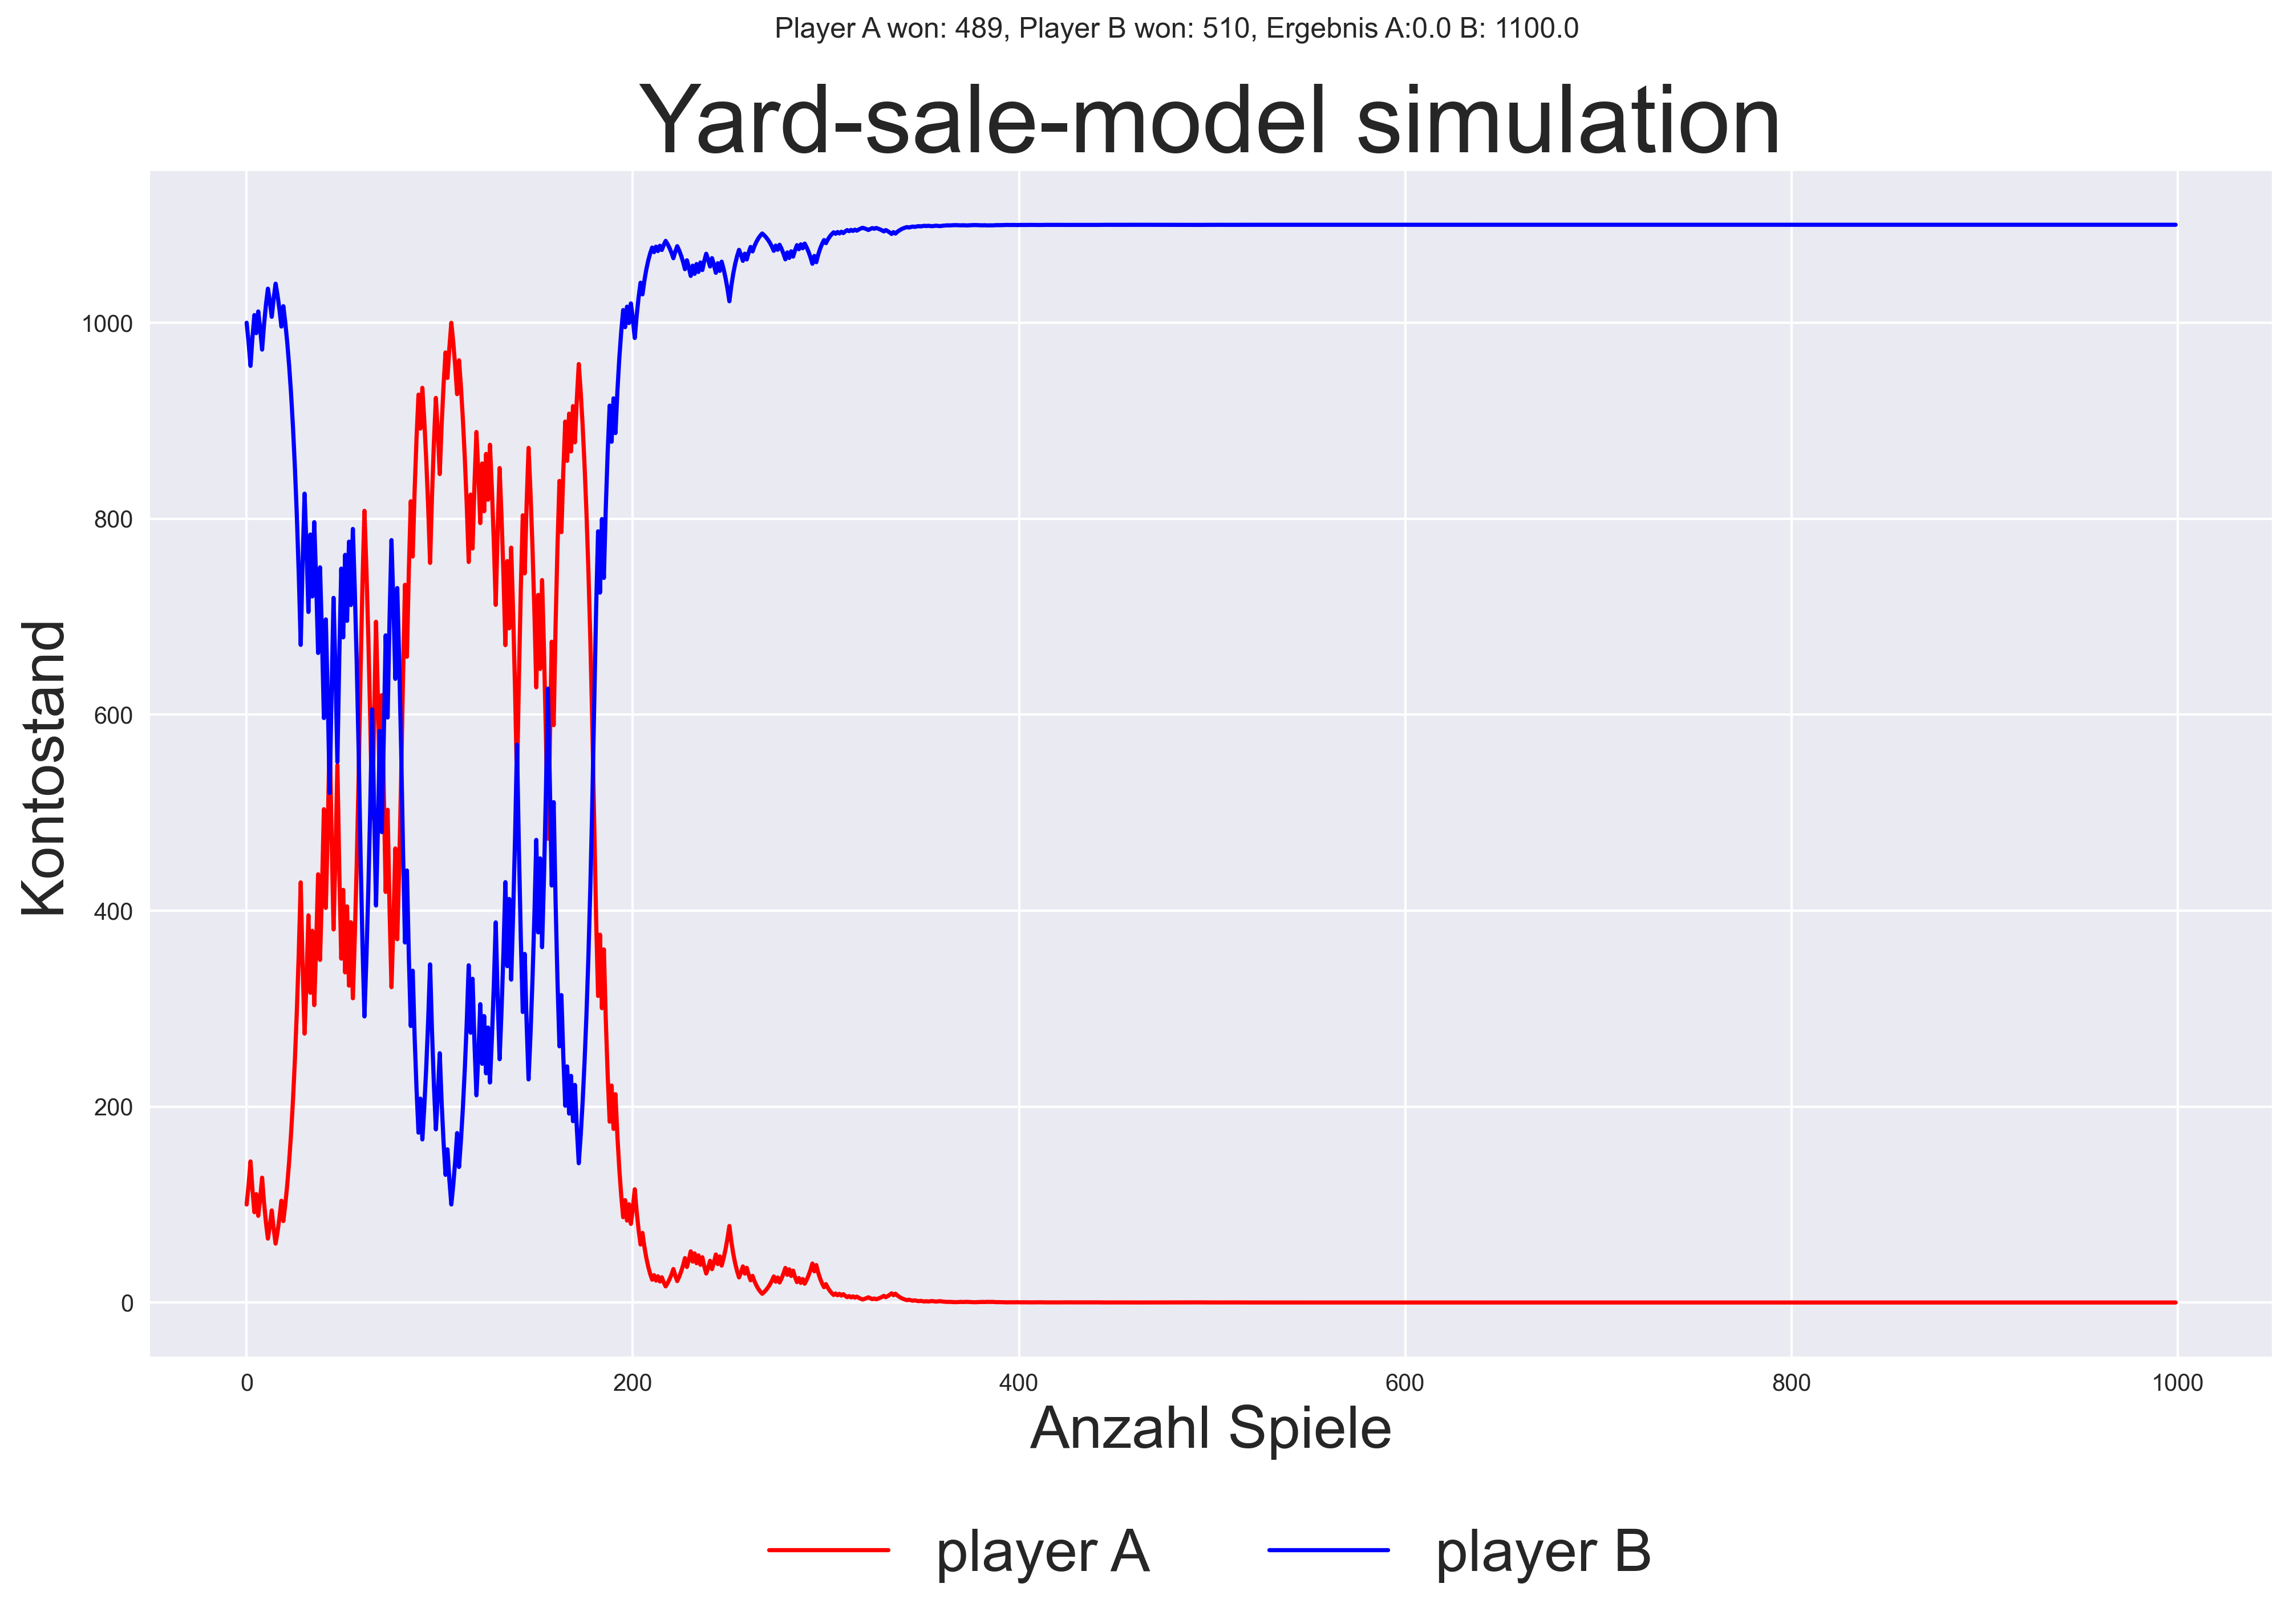 Player A won: 489, Player B won: 510, Ergebnis A:0.0 B: 1100.0
Yard-sale-model simulation
Kontostand
1000
800
600
400
200
0
0 200 400 600 800 1000
Anzahl Spiele
player A player B